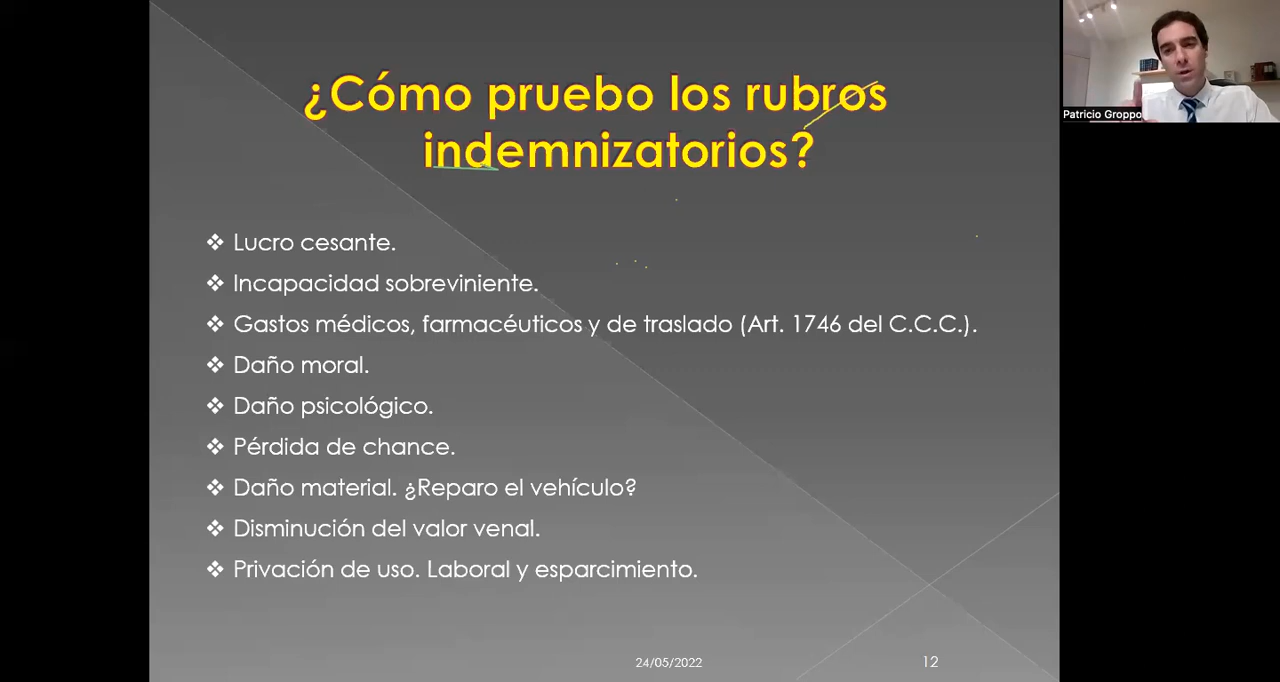 ¿Cómo pruebo los rubros
indemnizatorios?
❖ Lucro cesante.
❖ Incapacidad sobreviniente.
❖ Gastos médicos, farmacéuticos y de traslado (Art. 1746 del C.C.C.).
❖ Daño moral.
❖ Daño psicológico.
❖ Pérdida de chance.
❖ Daño material. ¿Reparo el vehículo?
❖ Disminución del valor venal.
❖ Privación de uso. Laboral y esparcimiento.
24/05/2022
12
Patricio Groppo